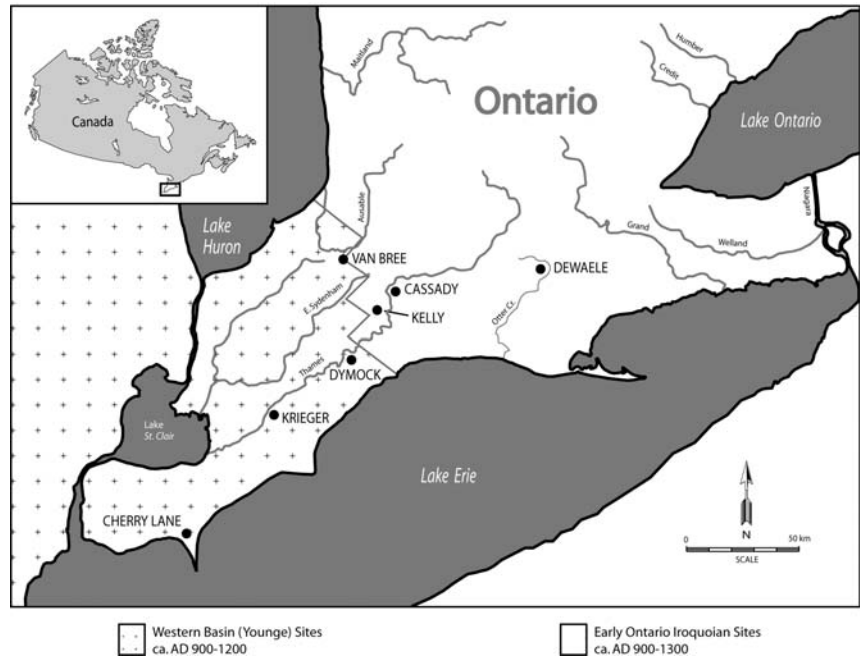 Canada
Ontario
Maitland
Humber
Credit
Lake Ontario
Lake
Huron
Ausable
Niagara
Grand
Welland
VAN BREE
DEWAELE
CASSADY
E. Sydenham
KELLY
Otter Cr.
Thames
DYMOCK
KRIEGER
Lake
St. Clair
Lake Erie
CHERRY LANE
N
0
50 km
SCALE
Western Basin (Younge) Sites
ca. AD 900-1200
Early Ontario Iroquoian Sites
ca. AD 900-1300